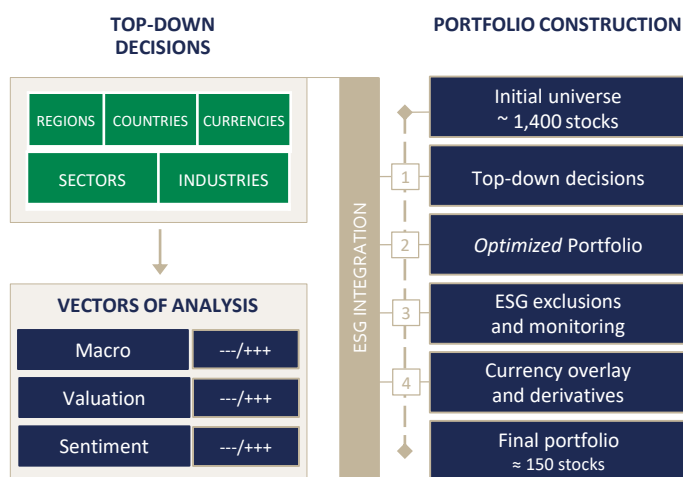 TOP-DOWN
DECISIONS
REGIONS
COUNTRIES
CURRENCIES
SECTORS
INDUSTRIES
VECTORS OF ANALYSIS
Macro
---/+++
Valuation
---/+++
Sentiment
---/+++
ESG INTEGRATION
PORTFOLIO CONSTRUCTION
Initial universe
~ 1,400 stocks
1
Top-down decisions
2
Optimized Portfolio
3
ESG exclusions
and monitoring
4
Currency overlay
and derivatives
Final portfolio
≈ 150 stocks